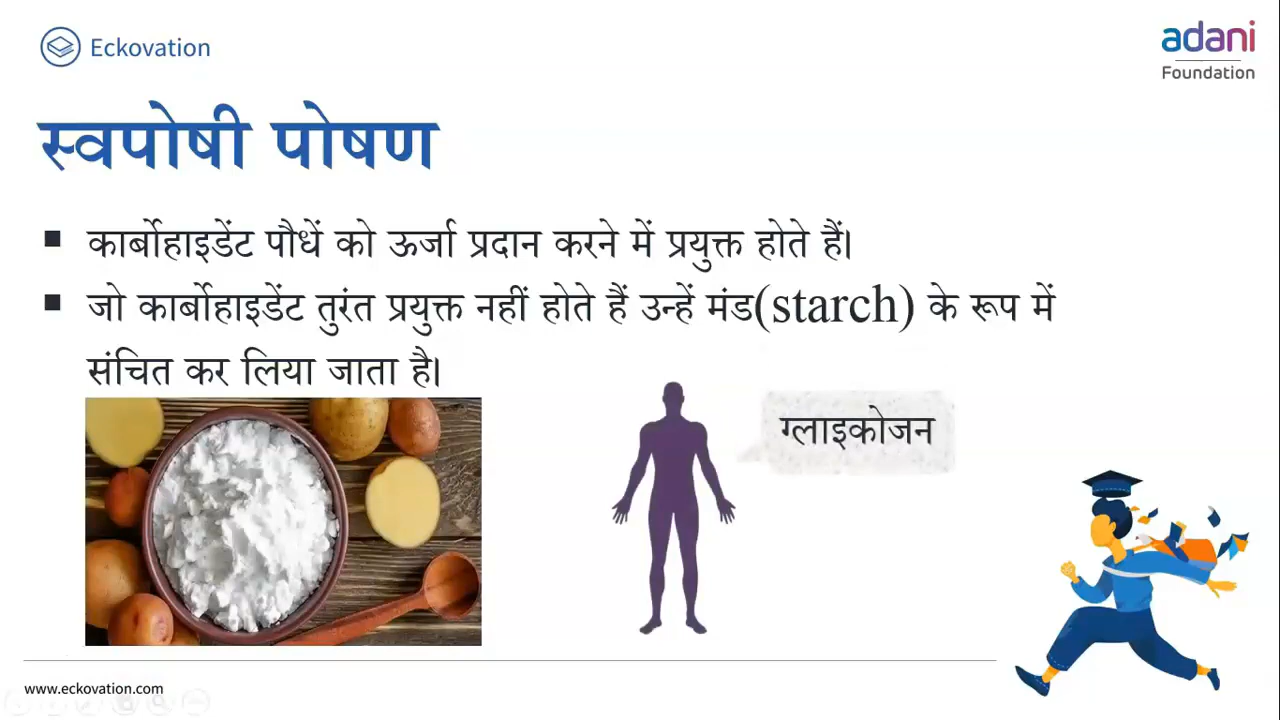 Eckovation
adani
Foundation
स्वपोषी पोषण
▪ कार्बोहाइडेंट पौधें को ऊर्जा प्रदान करने में प्रयुक्त होते हैं।
▪ जो कार्बोहाइडेंट तुरंत प्रयुक्त नहीं होते हैं उन्हें मंड(starch) के रूप में
संचित कर लिया जाता है।
ग्लाइकोजन
www.eckovation.com